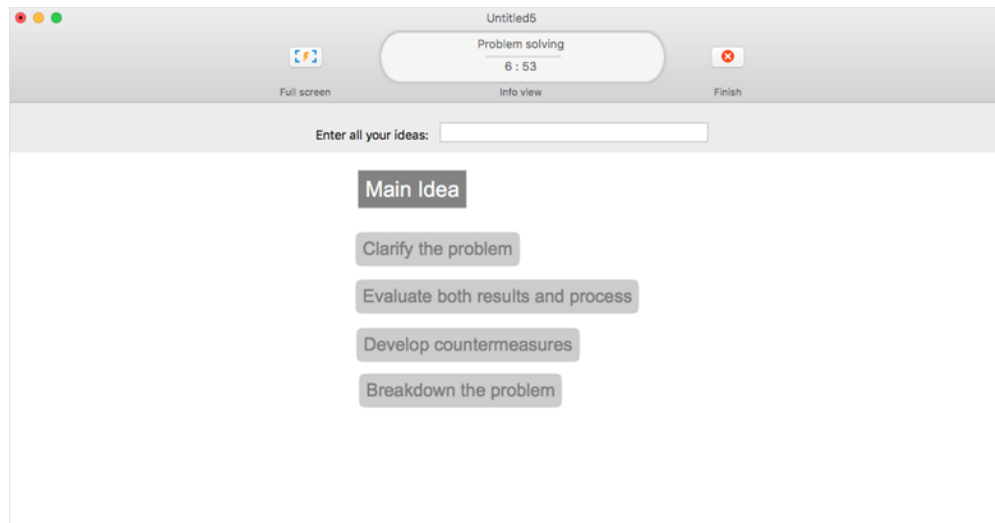 Untitled5
Problem solving
6 : 53
Full screen
Info view
Finish
Enter all your ideas:
Main Idea
Clarify the problem
Evaluate both results and process
Develop countermeasures
Breakdown the problem